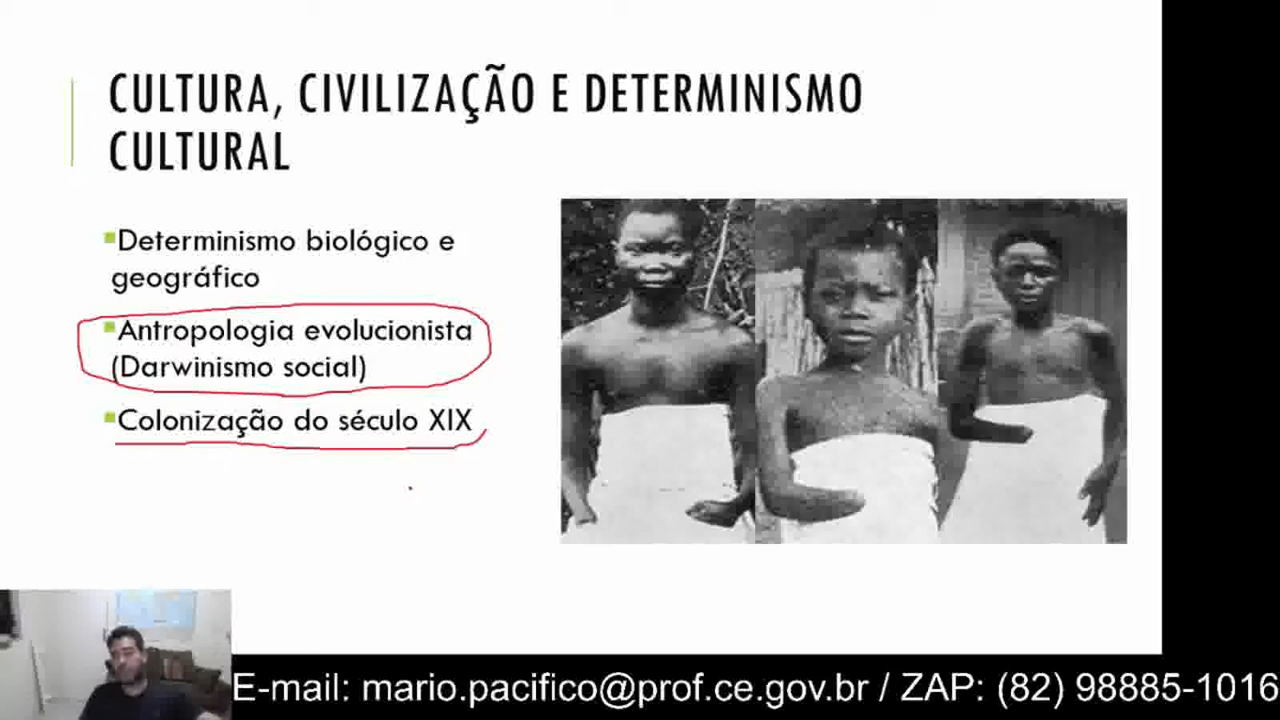 CULTURA, CIVILIZAÇÃO E DETERMINISMO
CULTURAL
Determinismo biológico e
geográfico
Antropologia evolucionista
(Darwinismo social)
Colonização do século XIX
E-mail: mario.pacifico@prof.ce.gov.br / ZAP: (82) 98885-1016